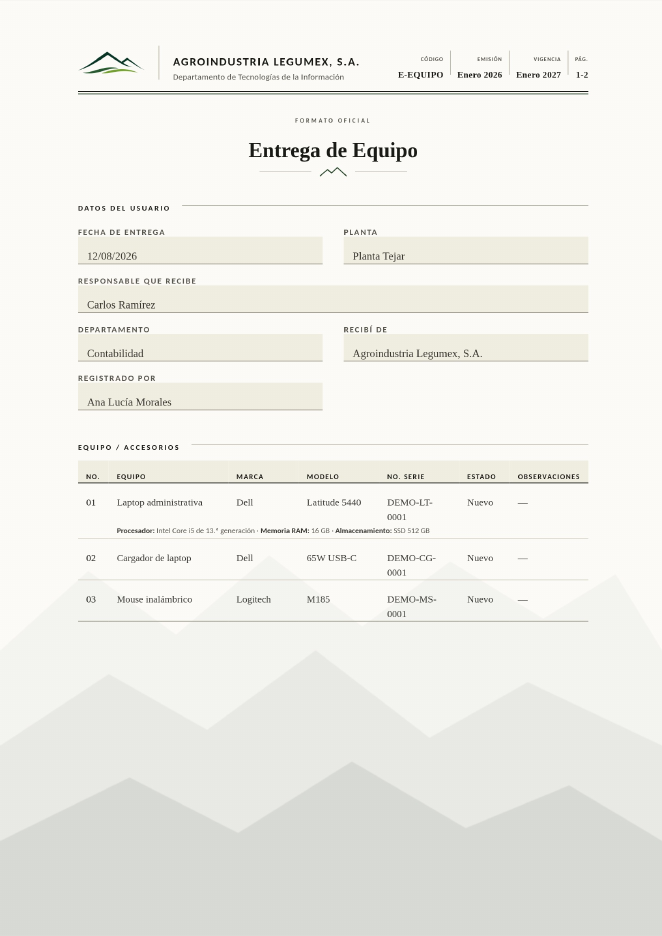 AGROINDUSTRIA LEGUMEX, S.A.
Departamento de Tecnologías de la Información
CÓDIGO EMISIÓN VIGENCIA PÁG.
E-EQUIPO Enero 2026 Enero 2027 1-2
FORMATO OFICIAL
Entrega de Equipo
DATOS DEL USUARIO
FECHA DE ENTREGA PLANTA
12/08/2026 Planta Tejar
RESPONSABLE QUE RECIBE
Carlos Ramírez
DEPARTAMENTO RECIBÍ DE
Contabilidad Agroindustria Legumex, S.A.
REGISTRADO POR
Ana Lucía Morales
EQUIPO / ACCESORIOS
NO. EQUIPO MARCA MODELO NO. SERIE ESTADO OBSERVACIONES
01 Laptop administrativa Dell Latitude 5440 DEMO-LT- Nuevo —
0001
Procesador: Intel Core i5 de 13.ª generación · Memoria RAM: 16 GB · Almacenamiento: SSD 512 GB
02 Cargador de laptop Dell 65W USB-C DEMO-CG- Nuevo —
0001
03 Mouse inalámbrico Logitech M185 DEMO-MS- Nuevo —
0001